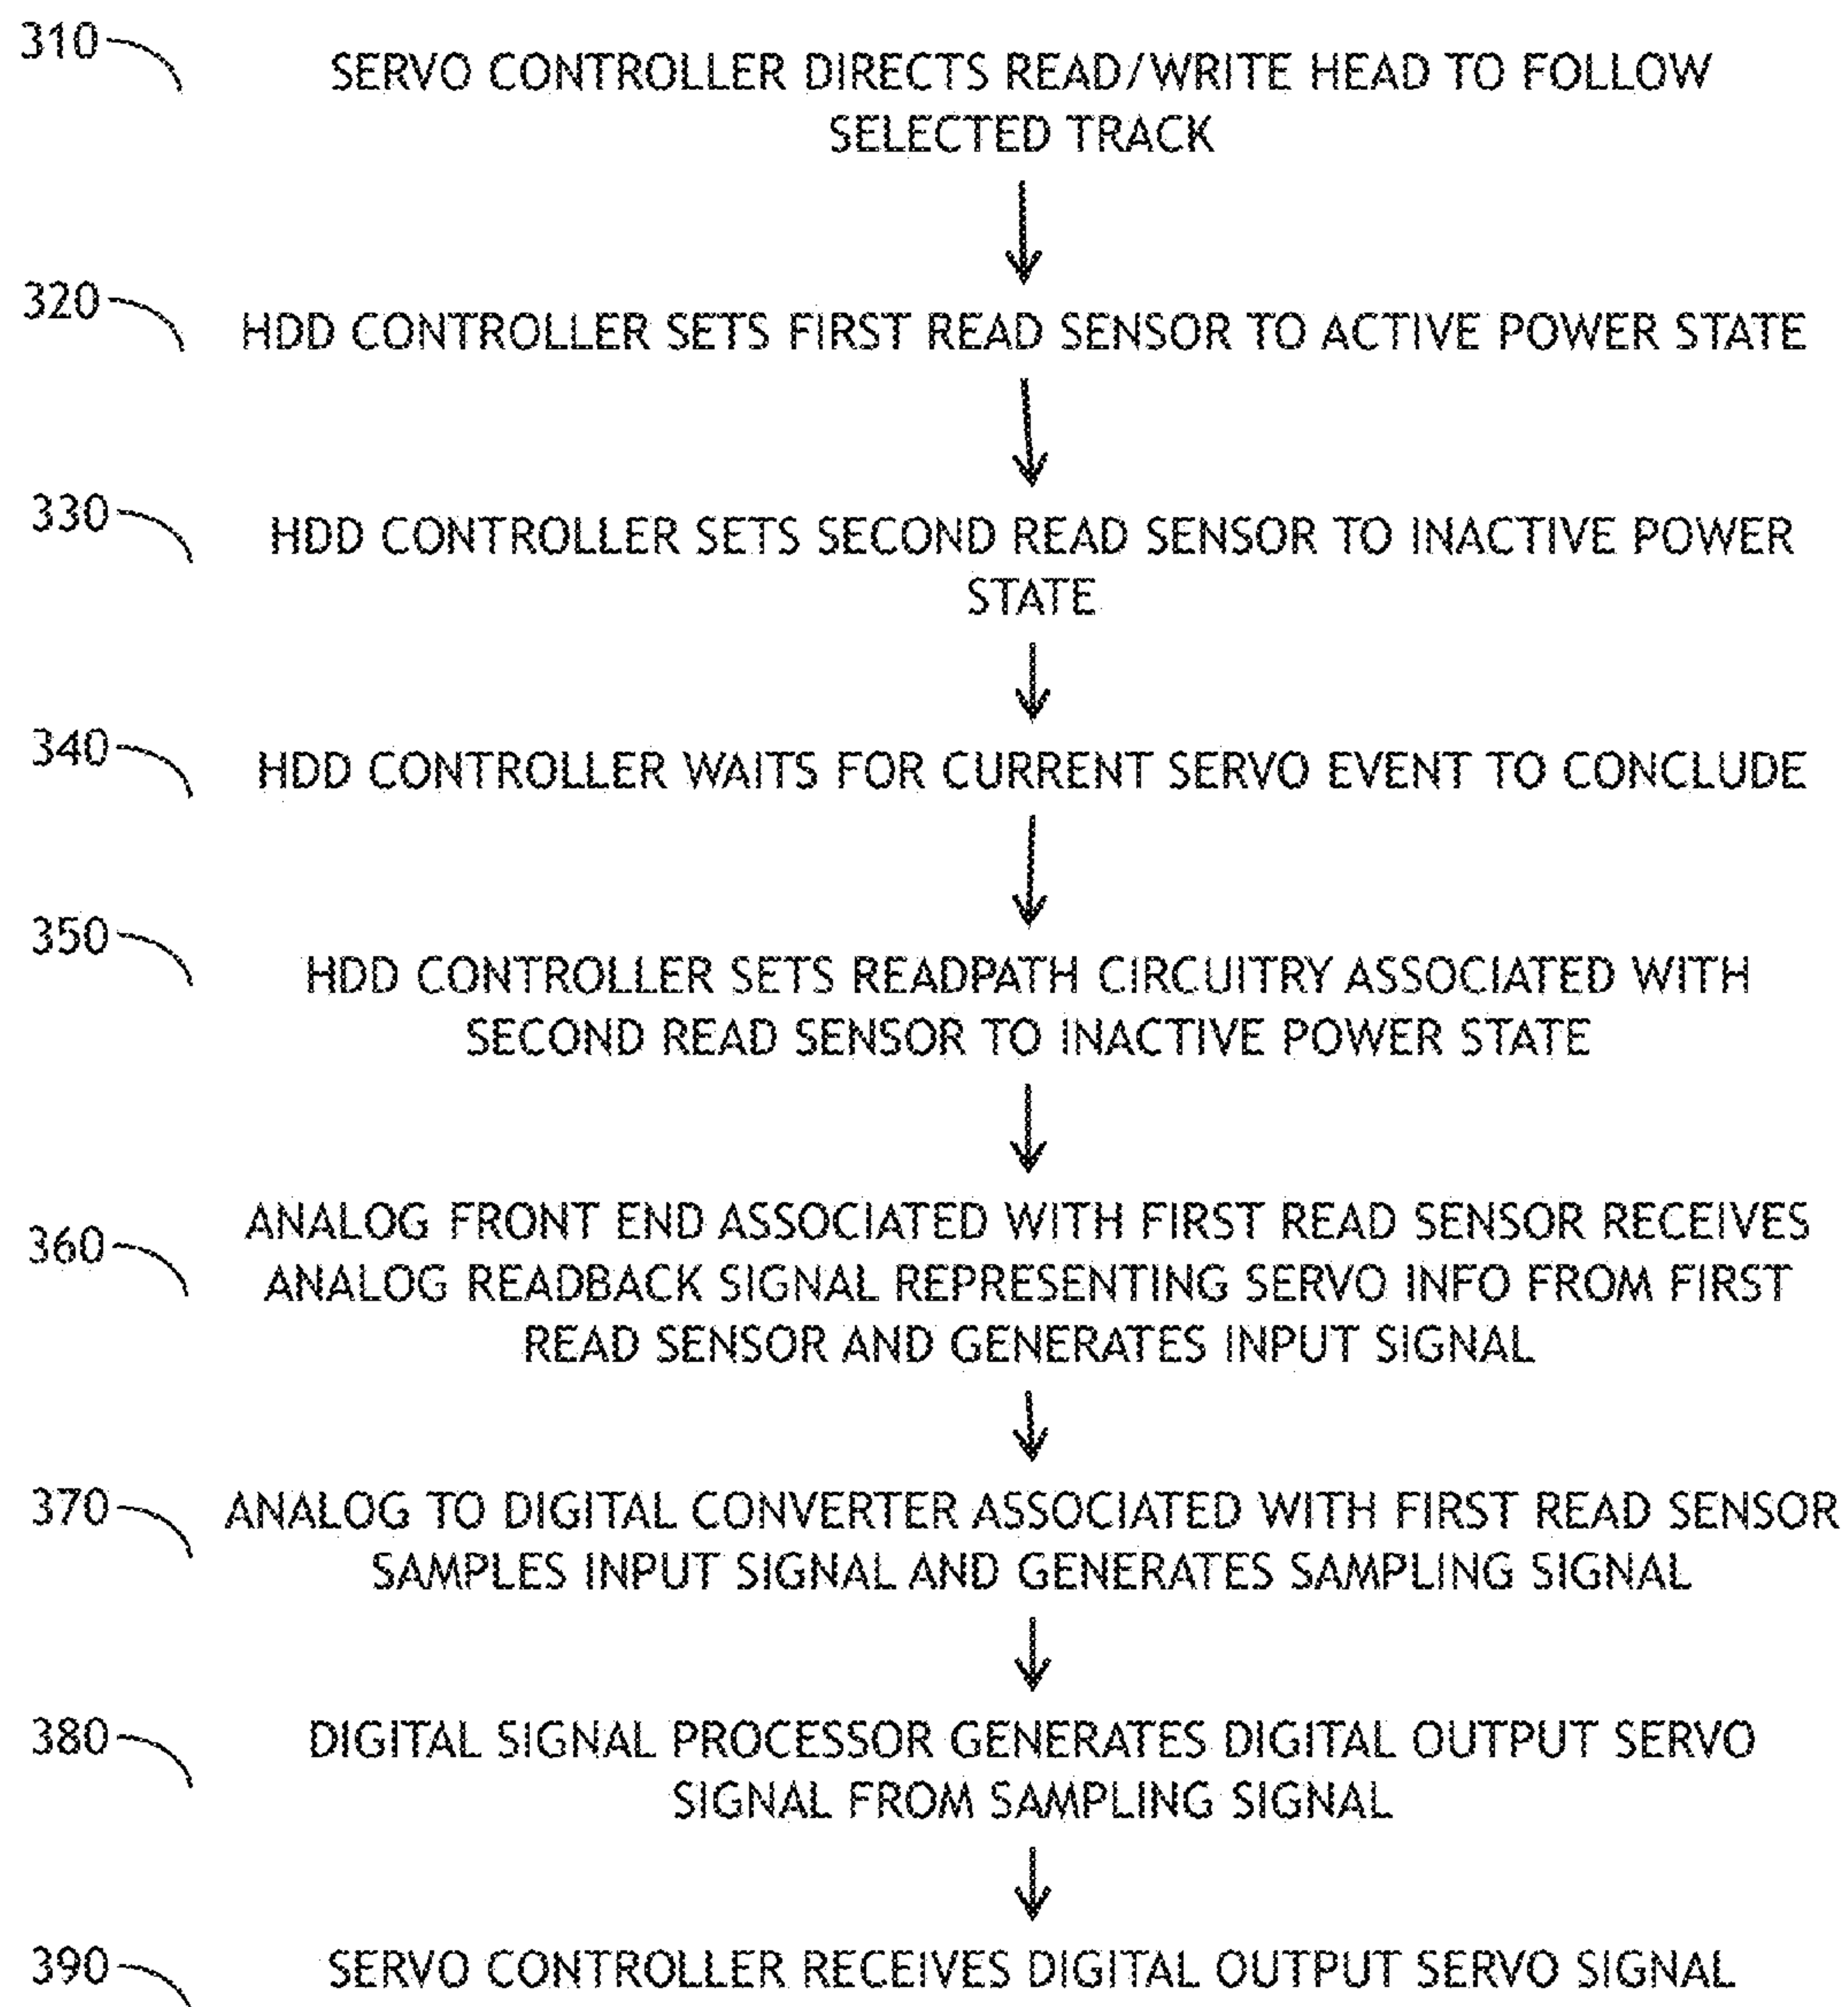 310
SERVO CONTROLLER DIRECTS READ/WRITE HEAD TO FOLLOW
SELECTED TRACK
320
HDD CONTROLLER SETS FIRST READ SENSOR TO ACTIVE POWER STATE
330
HDD CONTROLLER SETS SECOND READ SENSOR TO INACTIVE POWER
STATE
340
HDD CONTROLLER WAITS FOR CURRENT SERVO EVENT TO CONCLUDE
350
HDD CONTROLLER SETS READPATH CIRCUITRY ASSOCIATED WITH
SECOND READ SENSOR TO INACTIVE POWER STATE
360
ANALOG FRONT END ASSOCIATED WITH FIRST READ SENSOR RECEIVES
ANALOG READBACK SIGNAL REPRESENTING SERVO INFO FROM FIRST
READ SENSOR AND GENERATES INPUT SIGNAL
370
ANALOG TO DIGITAL CONVERTER ASSOCIATED WITH FIRST READ SENSOR
SAMPLES INPUT SIGNAL AND GENERATES SAMPLING SIGNAL
380
DIGITAL SIGNAL PROCESSOR GENERATES DIGITAL OUTPUT SERVO
SIGNAL FROM SAMPLING SIGNAL
390
SERVO CONTROLLER RECEIVES DIGITAL OUTPUT SERVO SIGNAL